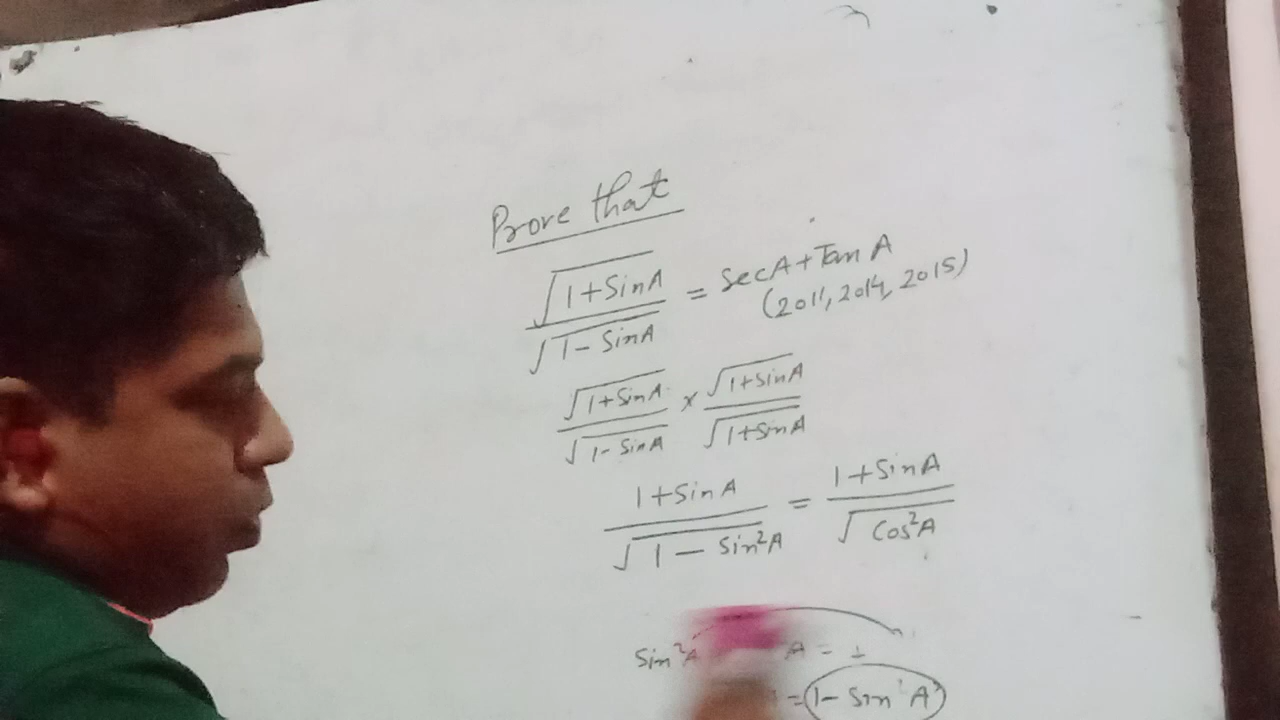 Prove that
√1+SinA / √1-SinA = SecA+TanA
(2011, 2014, 2015)
√1+SinA / √1-SinA × √1+SinA / √1+SinA
1+SinA / √1-Sin²A = 1+SinA / √Cos²A
Sin²A A = 1
= 1-Sin²A